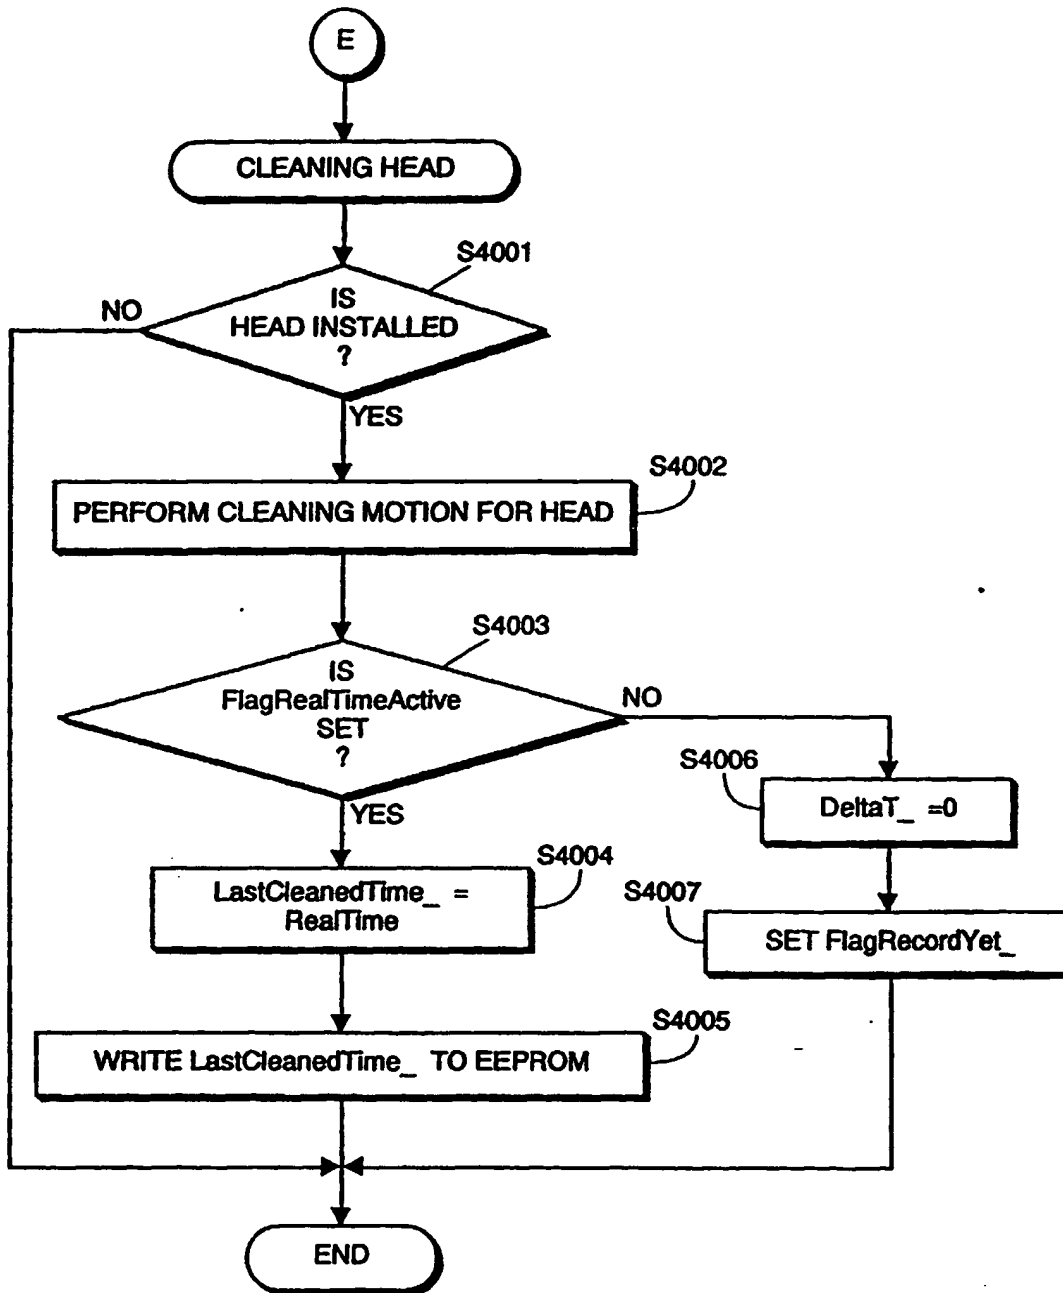 E
CLEANING HEAD
S4001
IS
HEAD INSTALLED
?
NO
YES
S4002
PERFORM CLEANING MOTION FOR HEAD
S4003
IS
FlagRealTimeActive
SET
?
NO
YES
S4006
DeltaT_ =0
S4004
LastCleanedTime_ =
RealTime
S4007
SET FlagRecordYet_
S4005
WRITE LastCleanedTime_ TO EEPROM
END